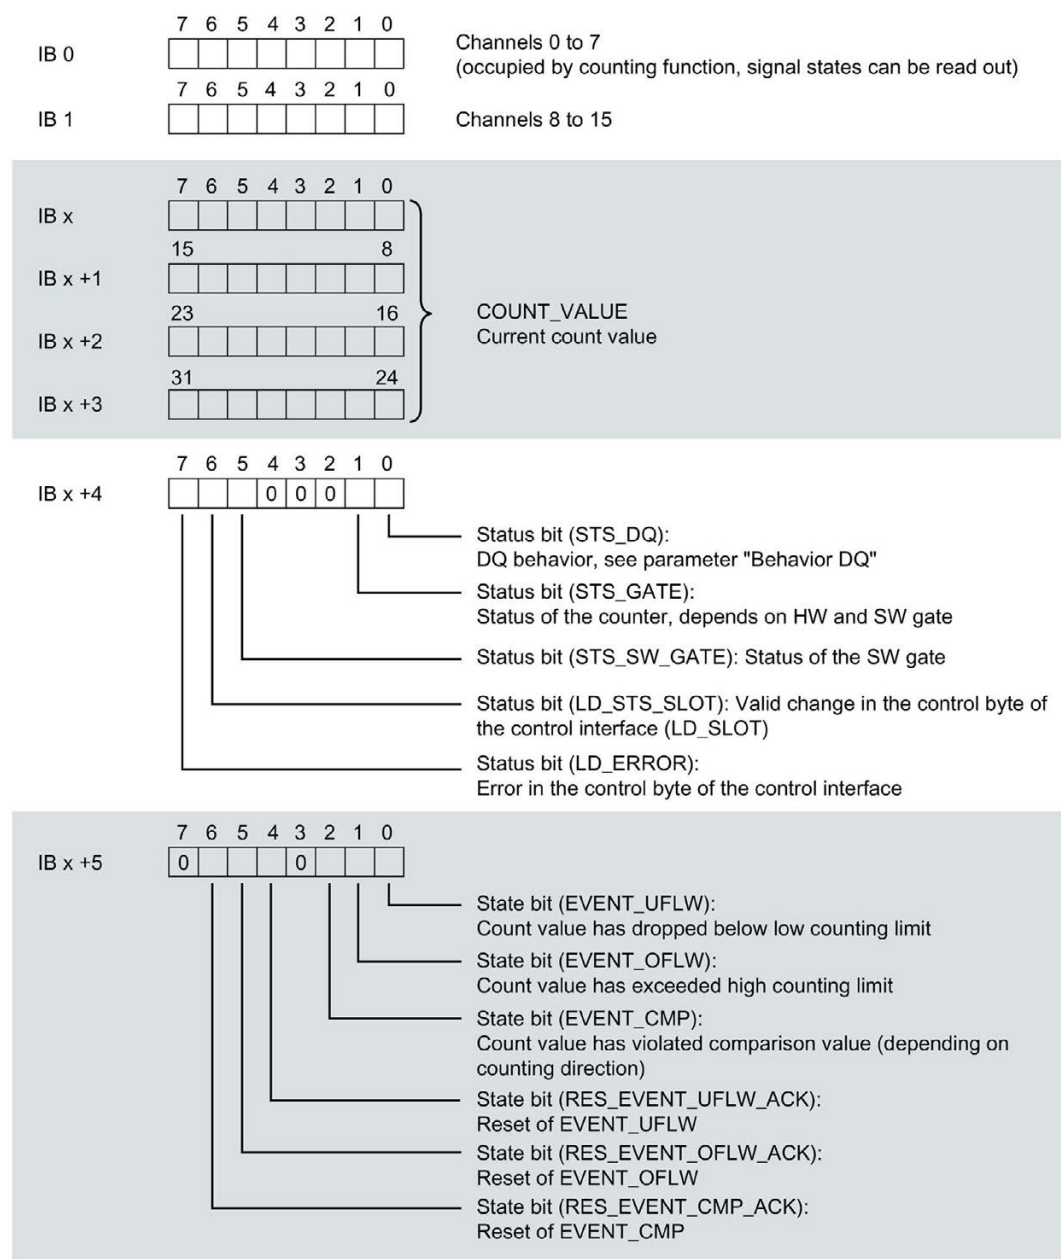 7 6 5 4 3 2 1 0
IB 0
Channels 0 to 7
(occupied by counting function, signal states can be read out)
7 6 5 4 3 2 1 0
IB 1
Channels 8 to 15
7 6 5 4 3 2 1 0
IB x
15 8
IB x +1
23 16
IB x +2
COUNT_VALUE
Current count value
31 24
IB x +3
7 6 5 4 3 2 1 0
IB x +4
0 0 0
Status bit (STS_DQ):
DQ behavior, see parameter "Behavior DQ"
Status bit (STS_GATE):
Status of the counter, depends on HW and SW gate
Status bit (STS_SW_GATE): Status of the SW gate
Status bit (LD_STS_SLOT): Valid change in the control byte of
the control interface (LD_SLOT)
Status bit (LD_ERROR):
Error in the control byte of the control interface
7 6 5 4 3 2 1 0
IB x +5
0 0
State bit (EVENT_UFLW):
Count value has dropped below low counting limit
State bit (EVENT_OFLW):
Count value has exceeded high counting limit
State bit (EVENT_CMP):
Count value has violated comparison value (depending on
counting direction)
State bit (RES_EVENT_UFLW_ACK):
Reset of EVENT_UFLW
State bit (RES_EVENT_OFLW_ACK):
Reset of EVENT_OFLW
State bit (RES_EVENT_CMP_ACK):
Reset of EVENT_CMP